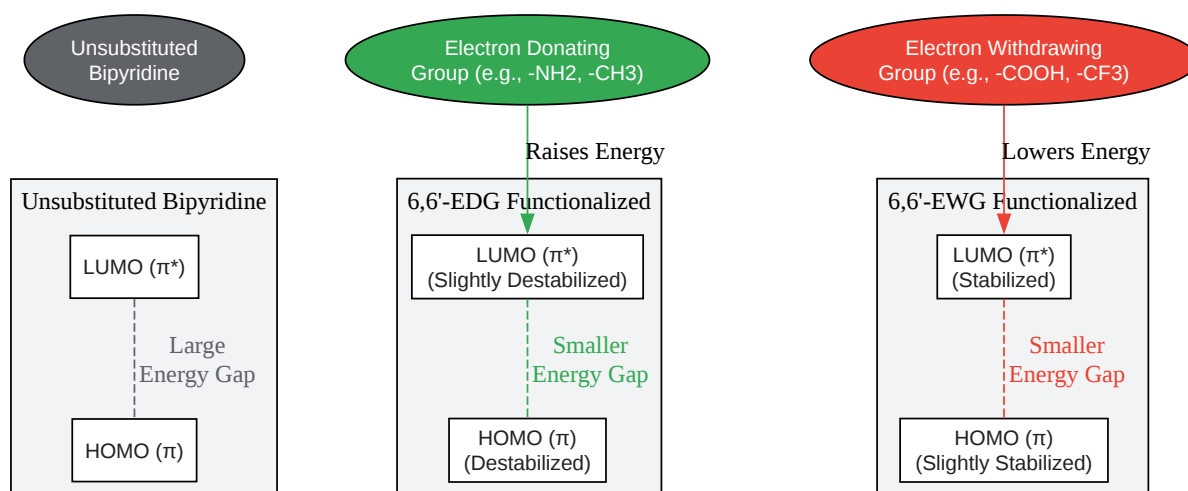 Unsubstituted
Bipyridine
Electron Donating
Group (e.g., -NH2, -CH3)
Electron Withdrawing
Group (e.g., -COOH, -CF3)
Raises Energy
Lowers Energy
Unsubstituted Bipyridine
LUMO (π*)
Large
Energy Gap
HOMO (π)
6,6'-EDG Functionalized
LUMO (π*)
(Slightly Destabilized)
Smaller
Energy Gap
HOMO (π)
(Destabilized)
6,6'-EWG Functionalized
LUMO (π*)
(Stabilized)
Smaller
Energy Gap
HOMO (π)
(Slightly Stabilized)